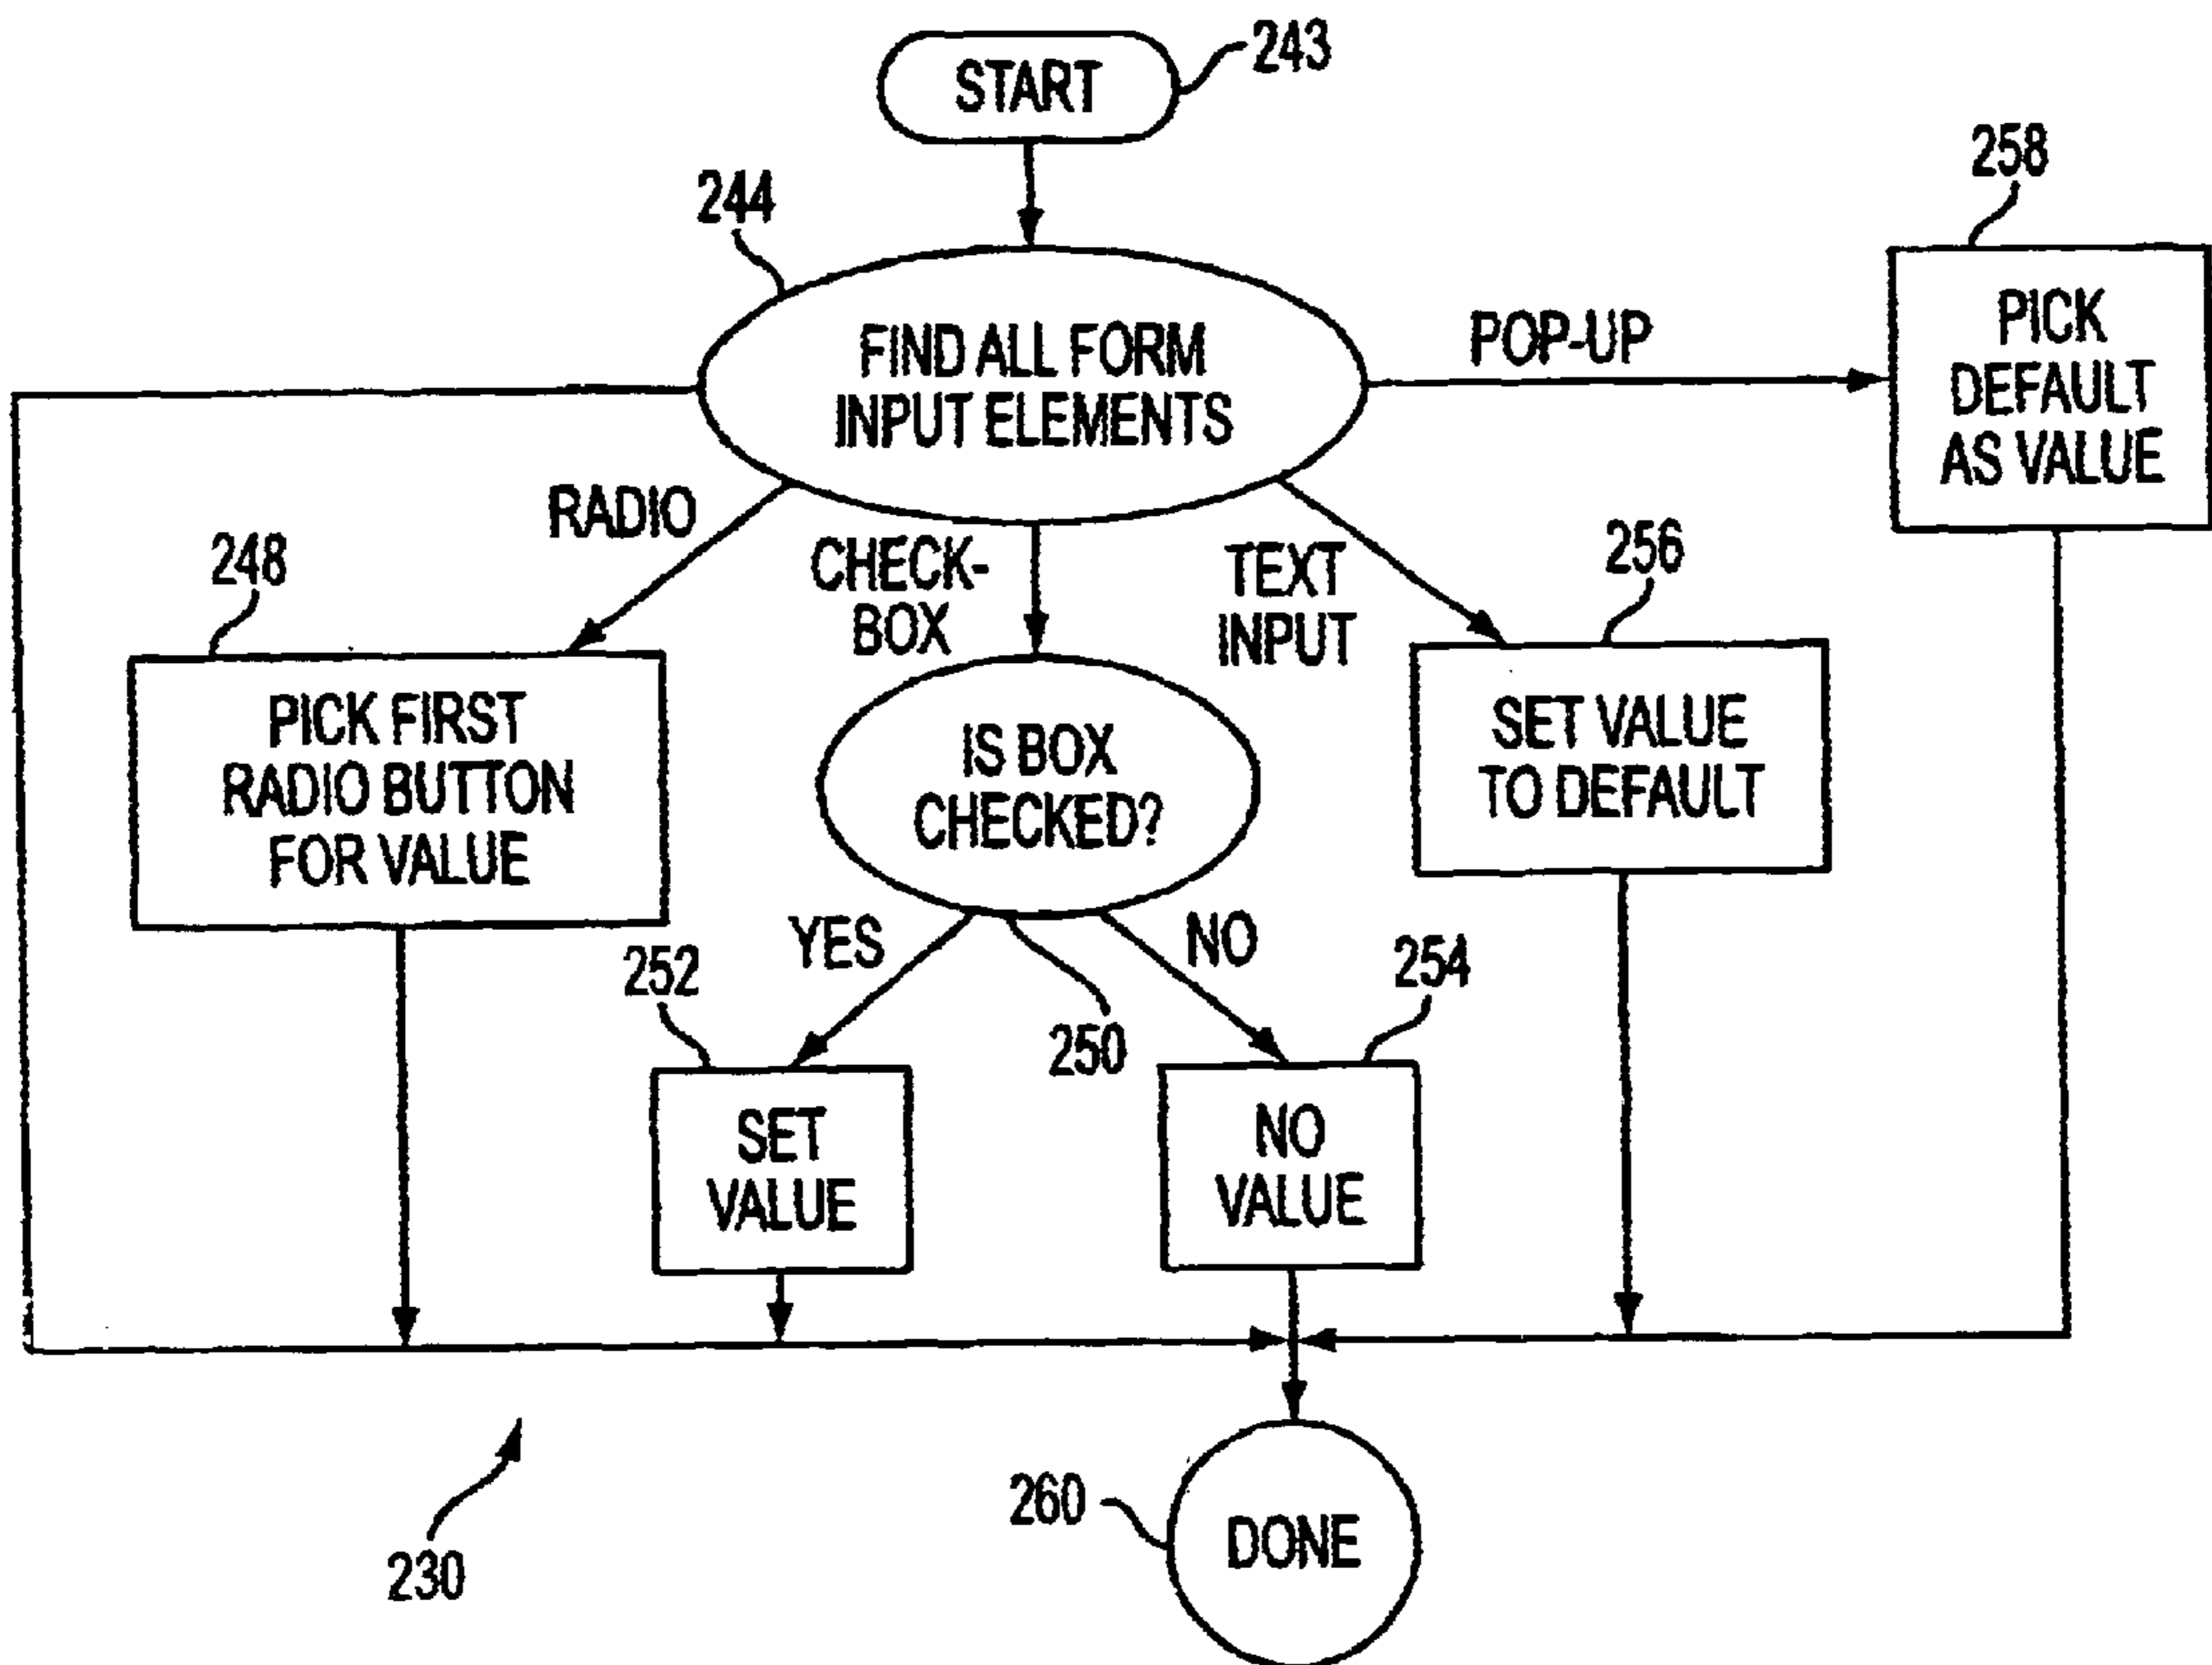 START
243
244
258
FIND ALL FORM
INPUT ELEMENTS
POP-UP
PICK
DEFAULT
AS VALUE
RADIO
CHECK-
BOX
TEXT
INPUT
248
256
PICK FIRST
RADIO BUTTON
FOR VALUE
IS BOX
CHECKED?
SET VALUE
TO DEFAULT
YES
NO
252
250
254
SET
VALUE
NO
VALUE
230
260
DONE